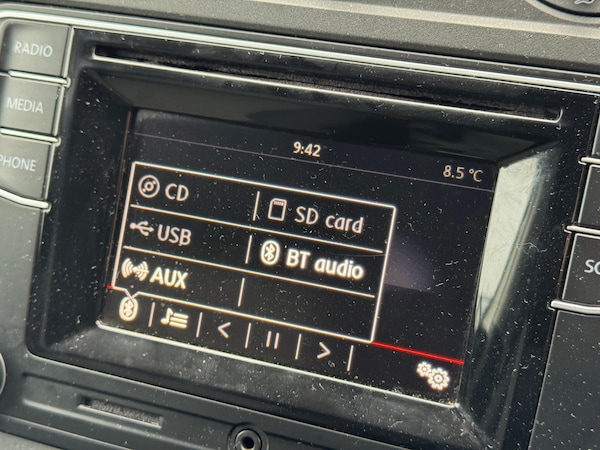 RADIO
MEDIA
PHONE
9:42
8.5 °C
CD
SD card
USB
BT audio
AUX